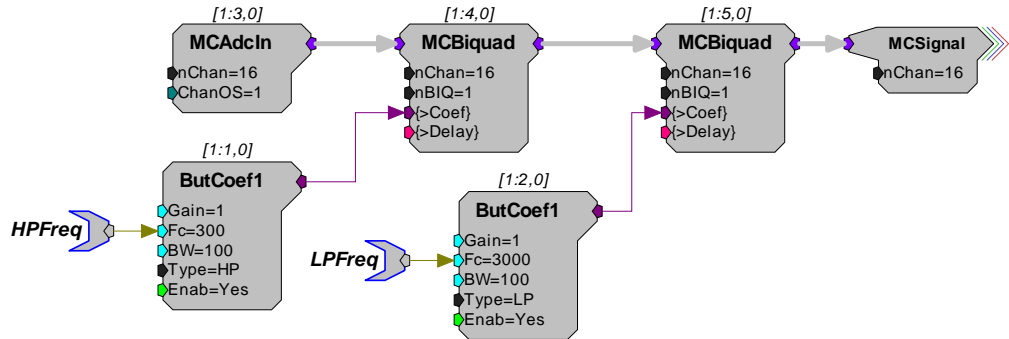 [1:3,0]
MCAdcIn
nChan=16
ChanOS=1
[1:4,0]
MCBiquad
nChan=16
nBIQ=1
{>Coef}
{>Delay}
[1:5,0]
MCBiquad
nChan=16
nBIQ=1
{>Coef}
{>Delay}
MCSignal
nChan=16
[1:1,0]
ButCoef1
Gain=1
Fc=300
BW=100
Type=HP
Enab=Yes
HPFreq
[1:2,0]
ButCoef1
Gain=1
Fc=3000
BW=100
Type=LP
Enab=Yes
LPFreq